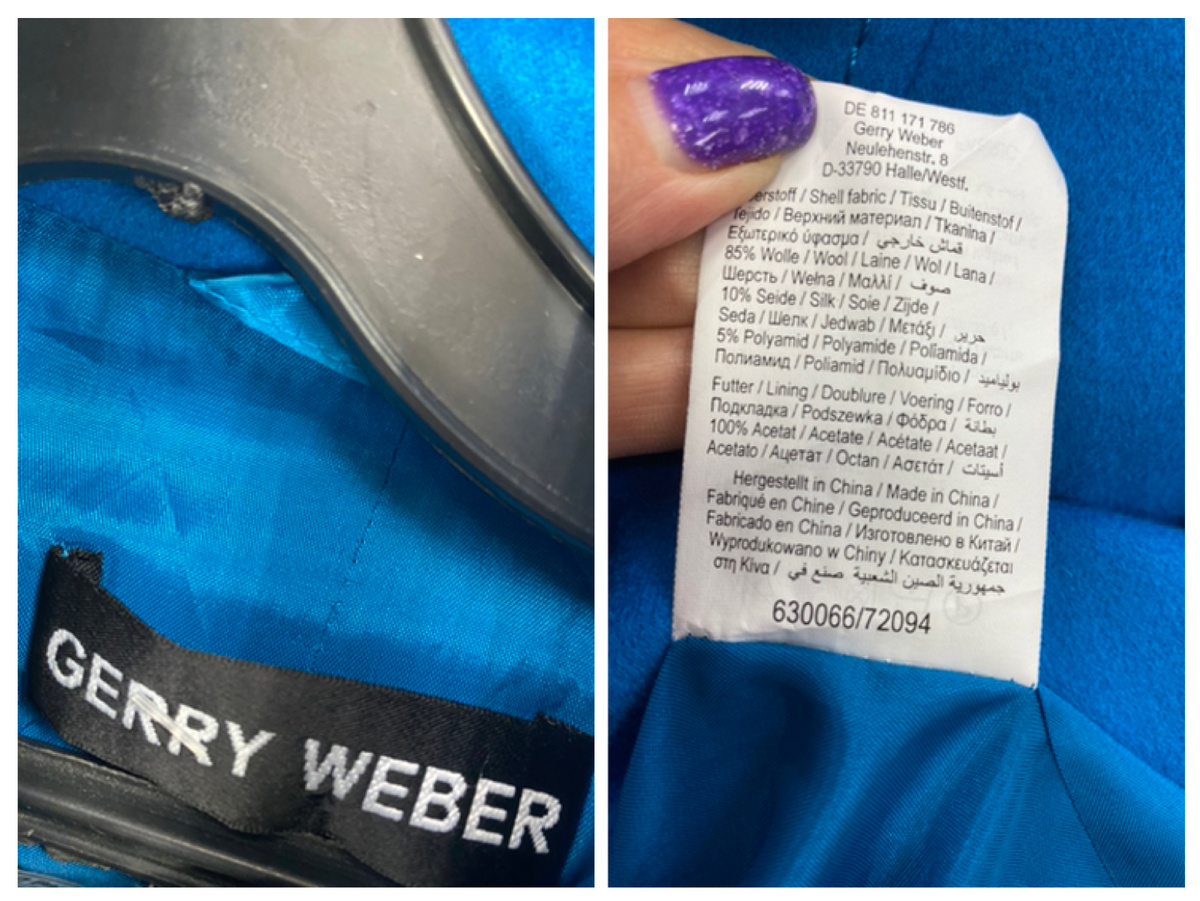 GERRY WEBER
DE 811 171 786
Gerry Weber
Neulehenstr. 8
D-33790 Halle/Westf.
/ Shell fabric / Tissu / Buitenstof /
Tejido / Верхний материал / Tkanina /
Εξωτερικό ύφασμα / قماش خارجي
85% Wolle / Wool / Laine / Wol / Lana /
Шерсть / Wełna / Μαλλί / صوف
10% Seide / Silk / Soie / Zijde /
Seda / Шелк / Jedwab / Μετάξι / حرير
5% Polyamid / Polyamide / Poliamida /
Полиамид / Poliamid / Πολυαμίδιο / بولياميد
Futter / Lining / Doublure / Voering / Forro /
Подкладка / Podszewka / Φόδρα / بطانة
100% Acetat / Acetate / Acétate / Acetaat /
Acetato / Ацетат / Octan / Ασετάτ / أسيتات
Hergestellt in China / Made in China /
Fabriqué en Chine / Geproduceerd in China /
Fabricado en China / Изготовлено в Китай /
Wyprodukowano w Chiny / Κατασκευάζεται
στη Κίνα / جمهورية الصين الشعبية صنع في
630066/72094